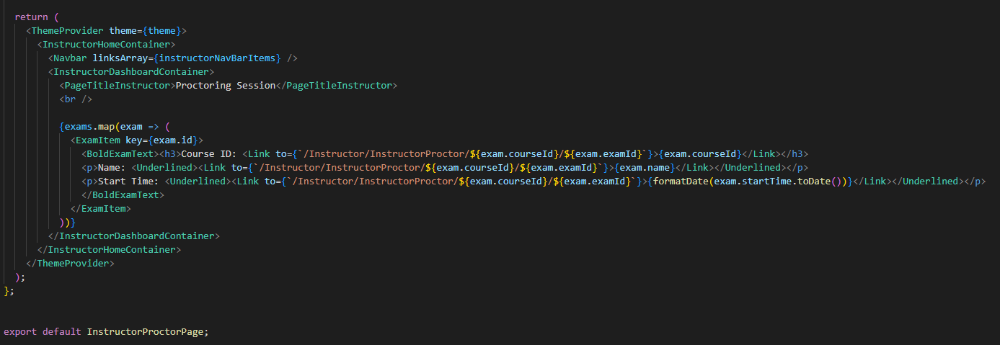 return (
<ThemeProvider theme={theme}>
<InstructorHomeContainer>
<Navbar linksArray={instructorNavBarItems} />
<InstructorDashboardContainer>
<PageTitleInstructor>Proctoring Session</PageTitleInstructor>
<br />
{exams.map(exam => (
<ExamItem key={exam.id}>
<BoldExamText><h3>Course ID: <Link to={`/Instructor/InstructorProctor/${exam.courseId}/${exam.examId}`}>{exam.courseId}</Link></h3>
<p>Name: <Underlined><Link to={`/Instructor/InstructorProctor/${exam.courseId}/${exam.examId}`}>{exam.name}</Link></Underlined></p>
<p>Start Time: <Underlined><Link to={`/Instructor/InstructorProctor/${exam.courseId}/${exam.examId}`}>{formatDate(exam.startTime.toDate())}</Link></Underlined></p>
</BoldExamText>
</ExamItem>
))}
</InstructorDashboardContainer>
</InstructorHomeContainer>
</ThemeProvider>
);
};
export default InstructorProctorPage;